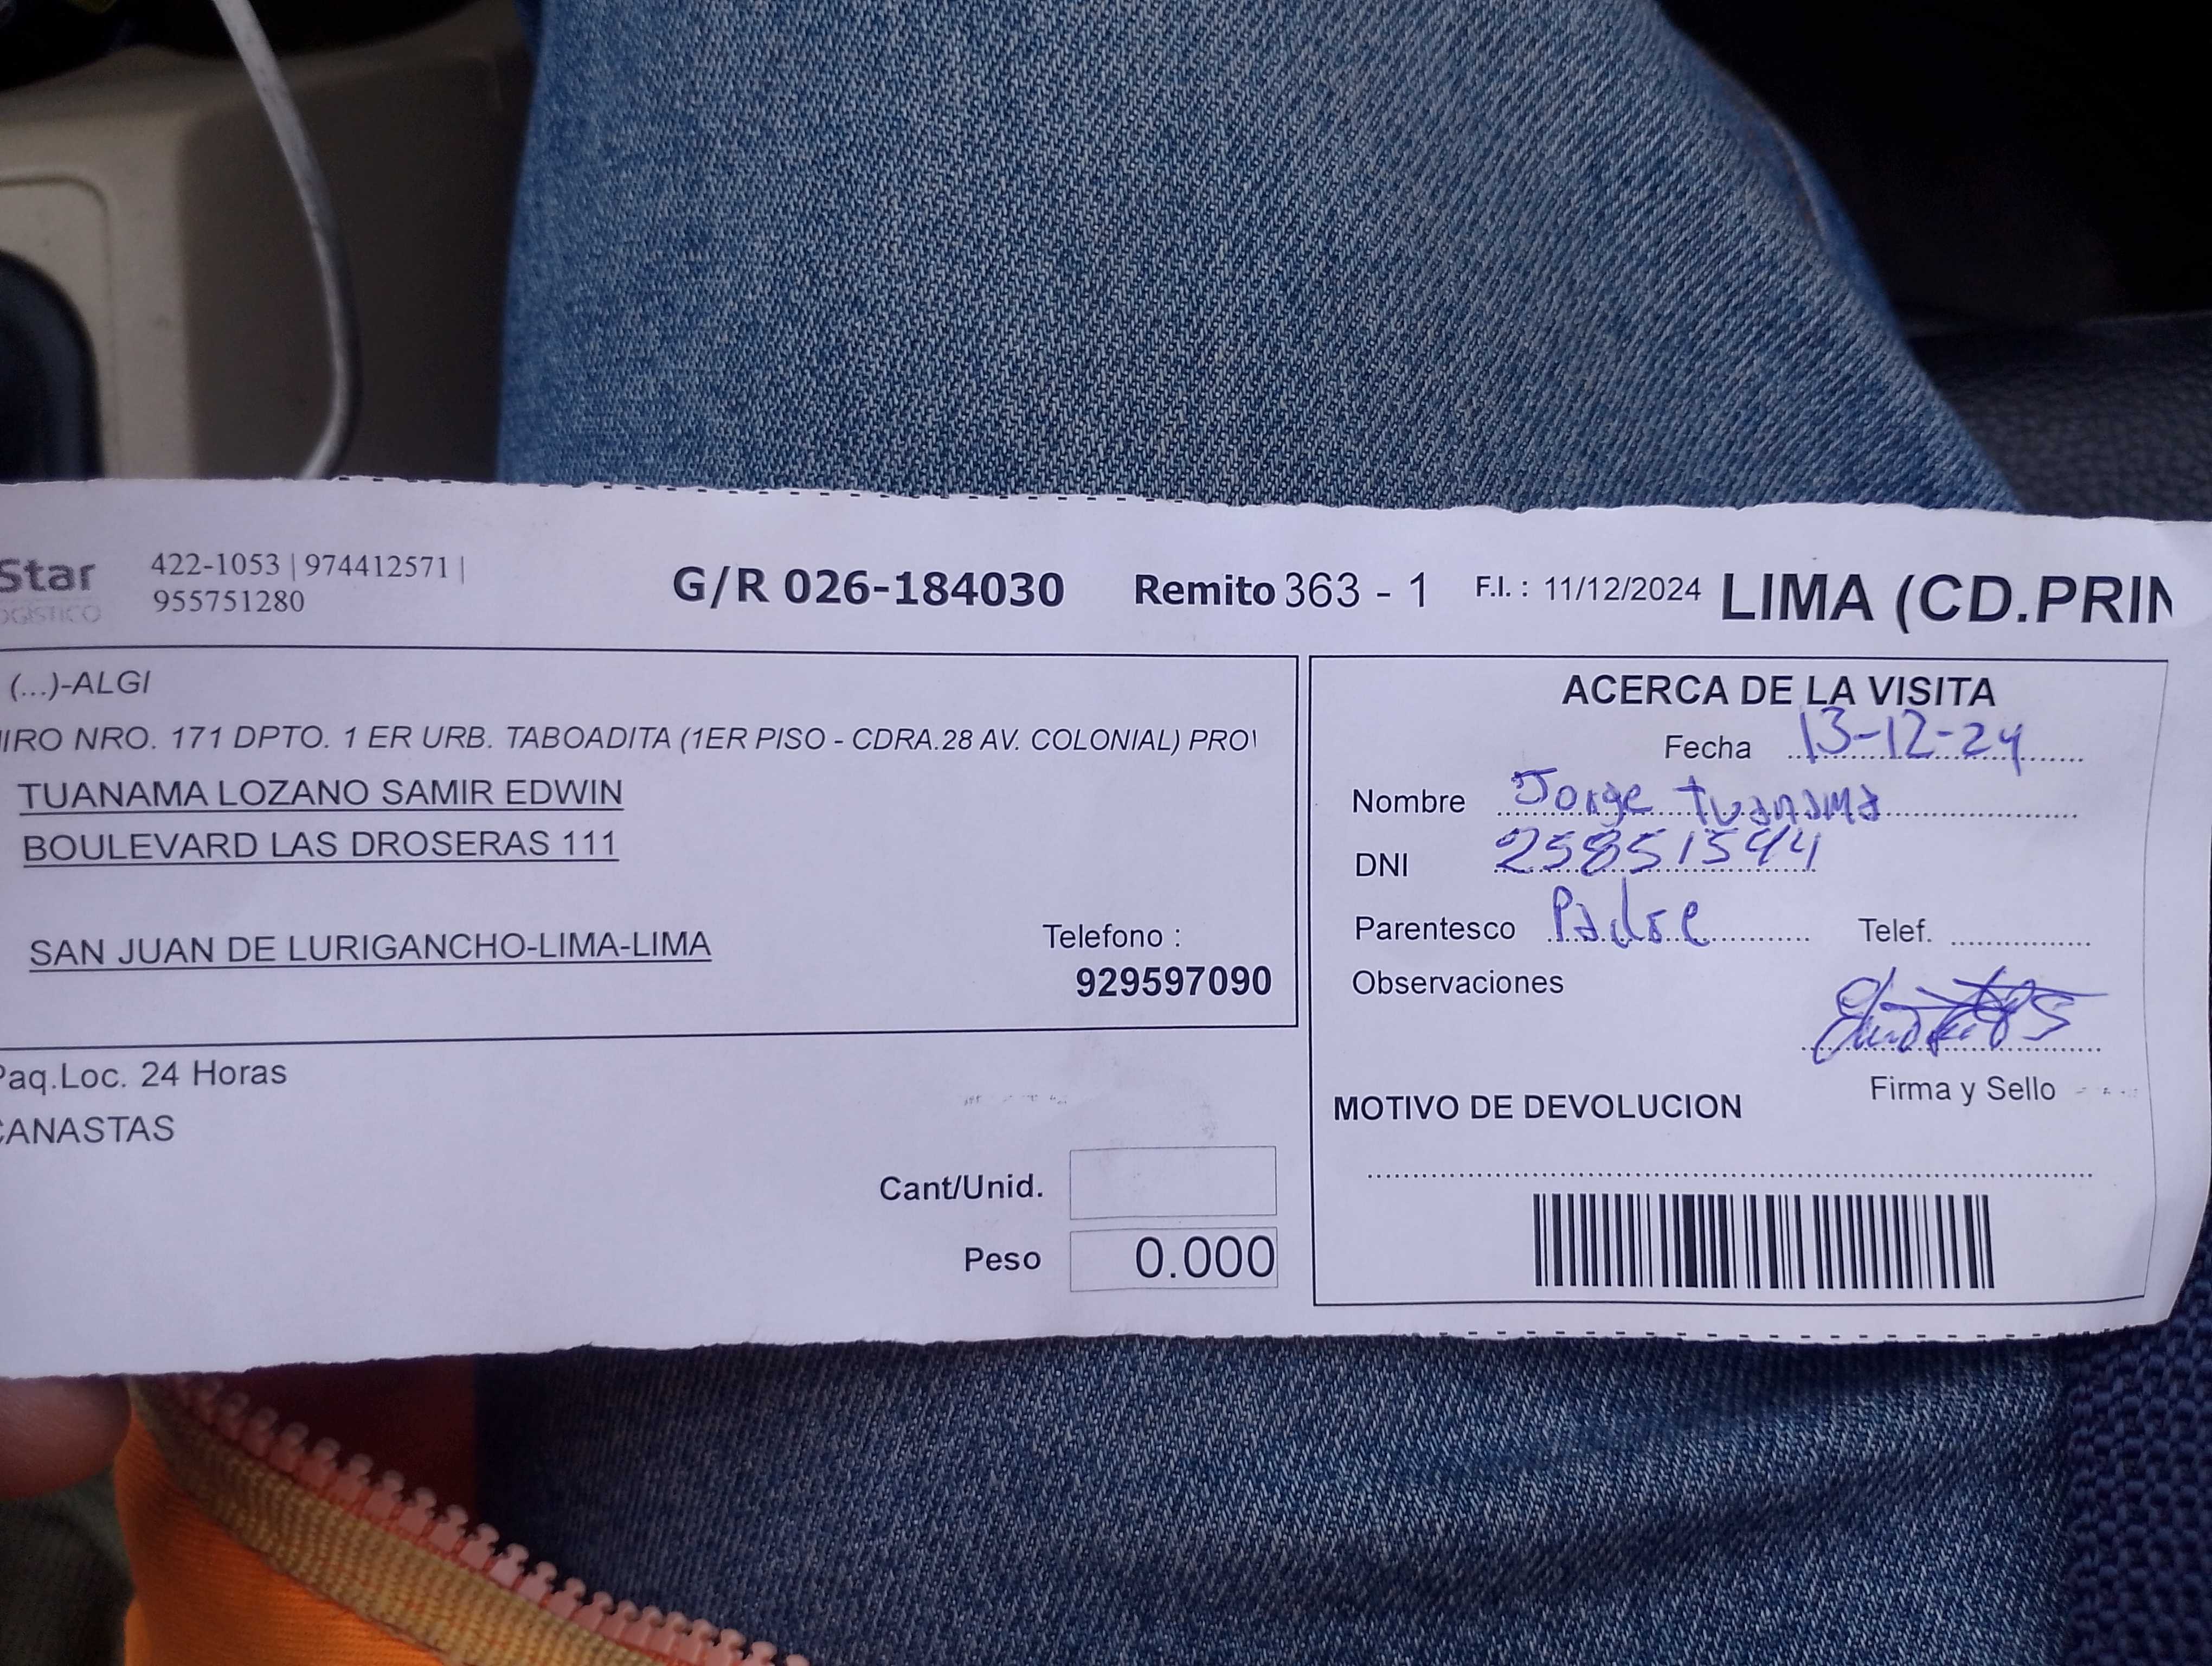 Star
422-1053 | 974412571 |
955751280
G/R 026-184030 Remito 363 - 1 F.I. : 11/12/2024 LIMA (CD.PRIN
OGÍSTICO
(...)-ALGI
IRO NRO. 171 DPTO. 1 ER URB. TABOADITA (1ER PISO - CDRA.28 AV. COLONIAL) PROV
TUANAMA LOZANO SAMIR EDWIN
BOULEVARD LAS DROSERAS 111
SAN JUAN DE LURIGANCHO-LIMA-LIMA
Telefono :
929597090
Paq.Loc. 24 Horas
CANASTAS
Cant/Unid.
Peso 0.000
ACERCA DE LA VISITA
Fecha 13-12-24
Nombre Jorge Tuanama
DNI 25851544
Parentesco Padre Telef.
Observaciones
Firma y Sello
MOTIVO DE DEVOLUCION